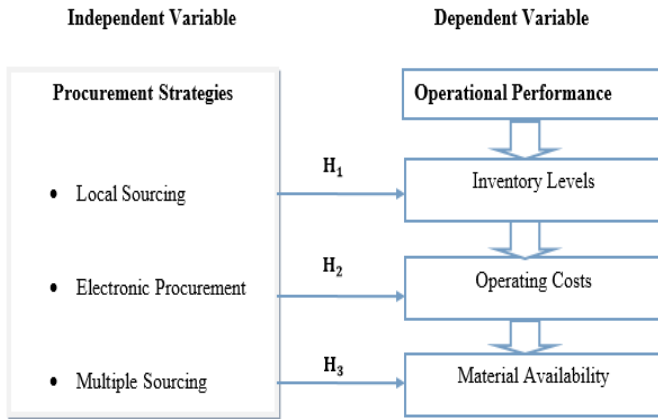 Independent Variable
Dependent Variable
Procurement Strategies
Operational Performance
H₁
• Local Sourcing
Inventory Levels
H₂
• Electronic Procurement
Operating Costs
H₃
• Multiple Sourcing
Material Availability